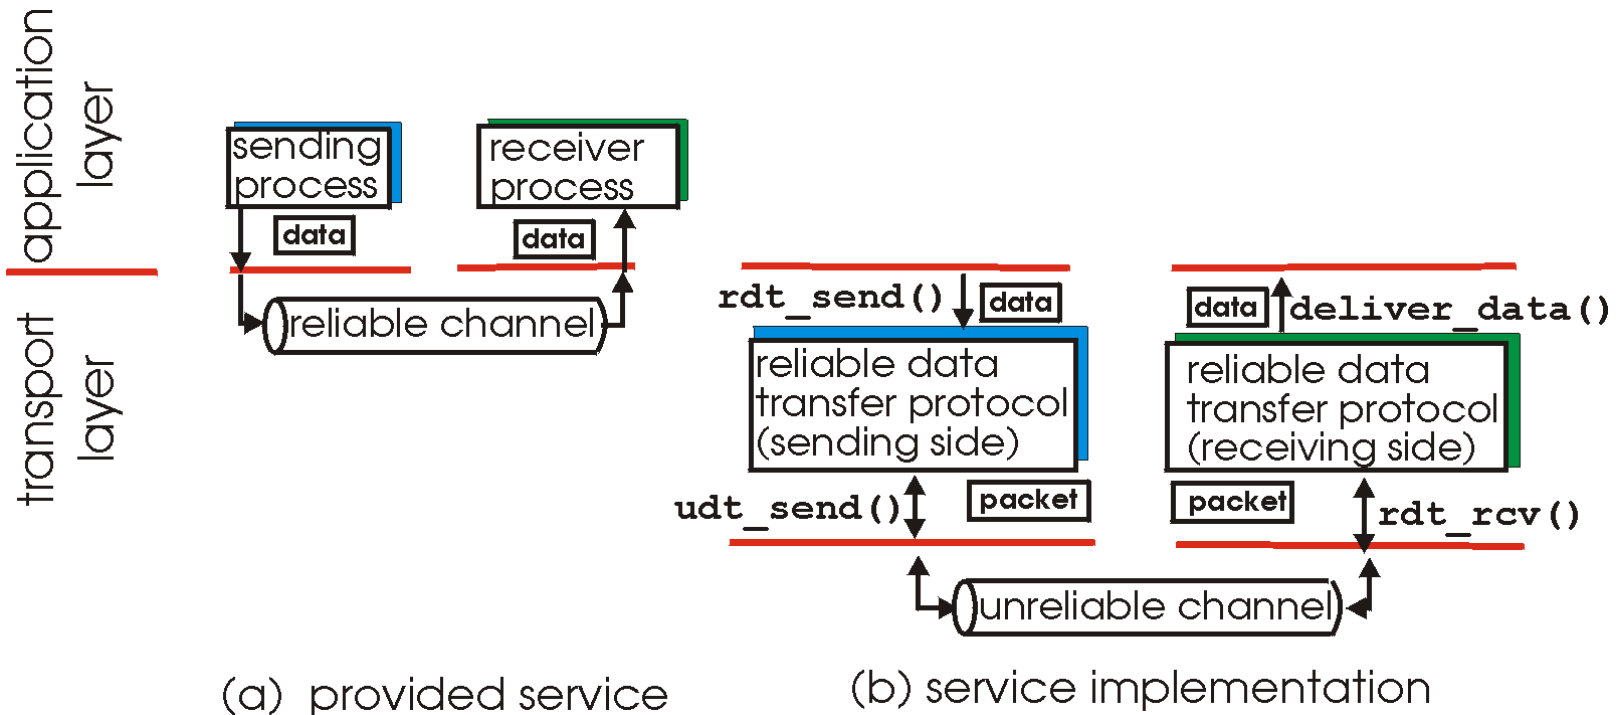 application
layer
transport
layer
sending
process
data
receiver
process
data
reliable channel
(a) provided service
rdt_send()
data
reliable data
transfer protocol
(sending side)
udt_send()
packet
data
deliver_data()
reliable data
transfer protocol
(receiving side)
packet
rdt_rcv()
unreliable channel
(b) service implementation